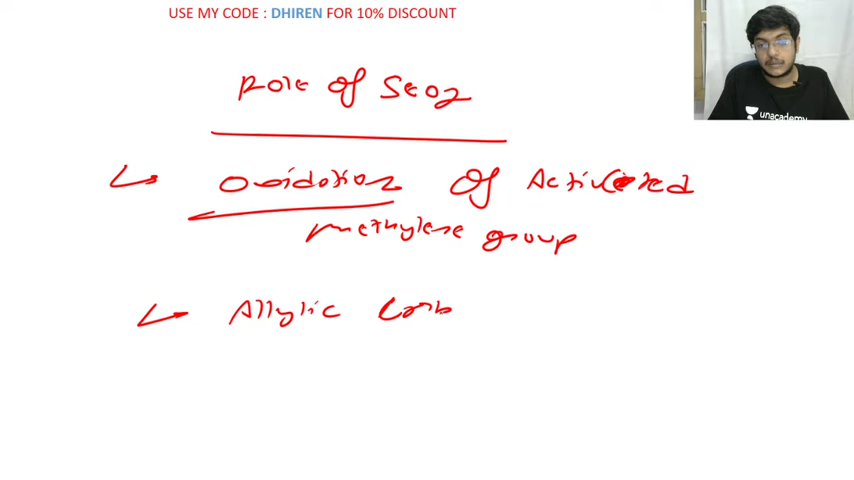 USE MY CODE : DHIREN FOR 10% DISCOUNT
unacademy
Role of SeO2
Oxidation of Activated
methylene group
Allylic Carb